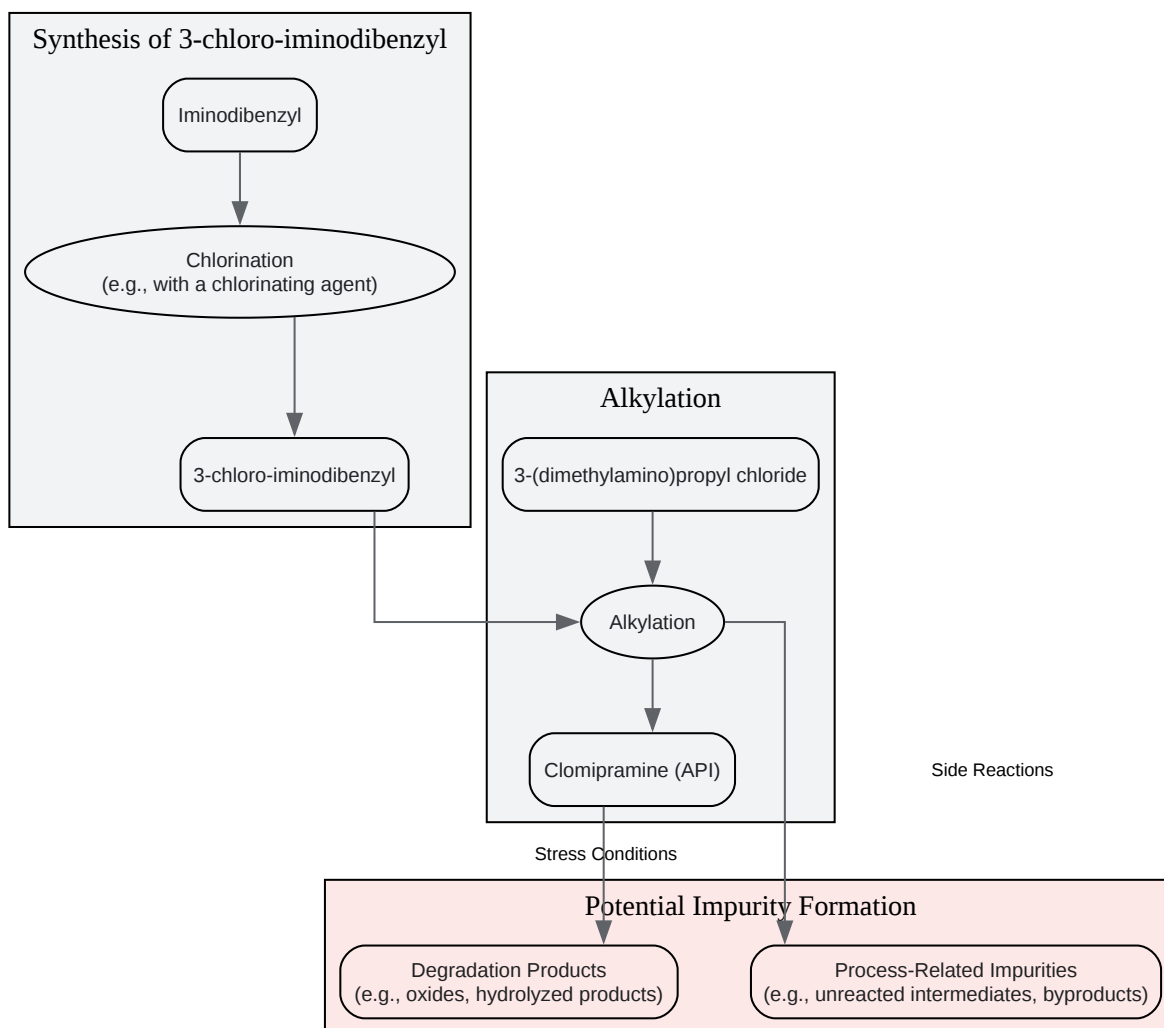 Synthesis of 3-chloro-iminodibenzyl
Iminodibenzyl
Chlorination
(e.g., with a chlorinating agent)
3-chloro-iminodibenzyl
Alkylation
3-(dimethylamino)propyl chloride
Alkylation
Clomipramine (API)
Side Reactions
Stress Conditions
Potential Impurity Formation
Degradation Products
(e.g., oxides, hydrolyzed products)
Process-Related Impurities
(e.g., unreacted intermediates, byproducts)